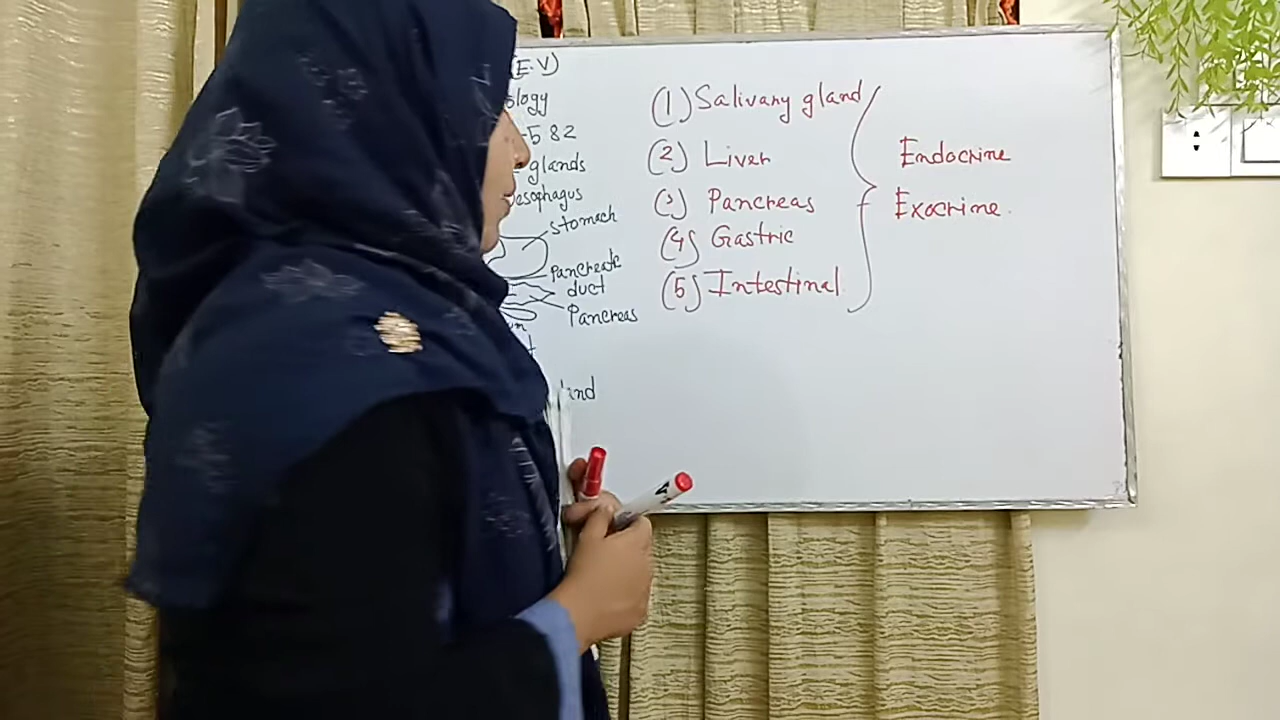 (E.V)
ology
-5 & 2
glands
oesophagus
stomach
Pancreatic
duct
Pancreas
(1) Salivary gland
(2) Liver
(3) Pancreas
(4) Gastric
(5) Intestinal
Endocrine
Exocrine.